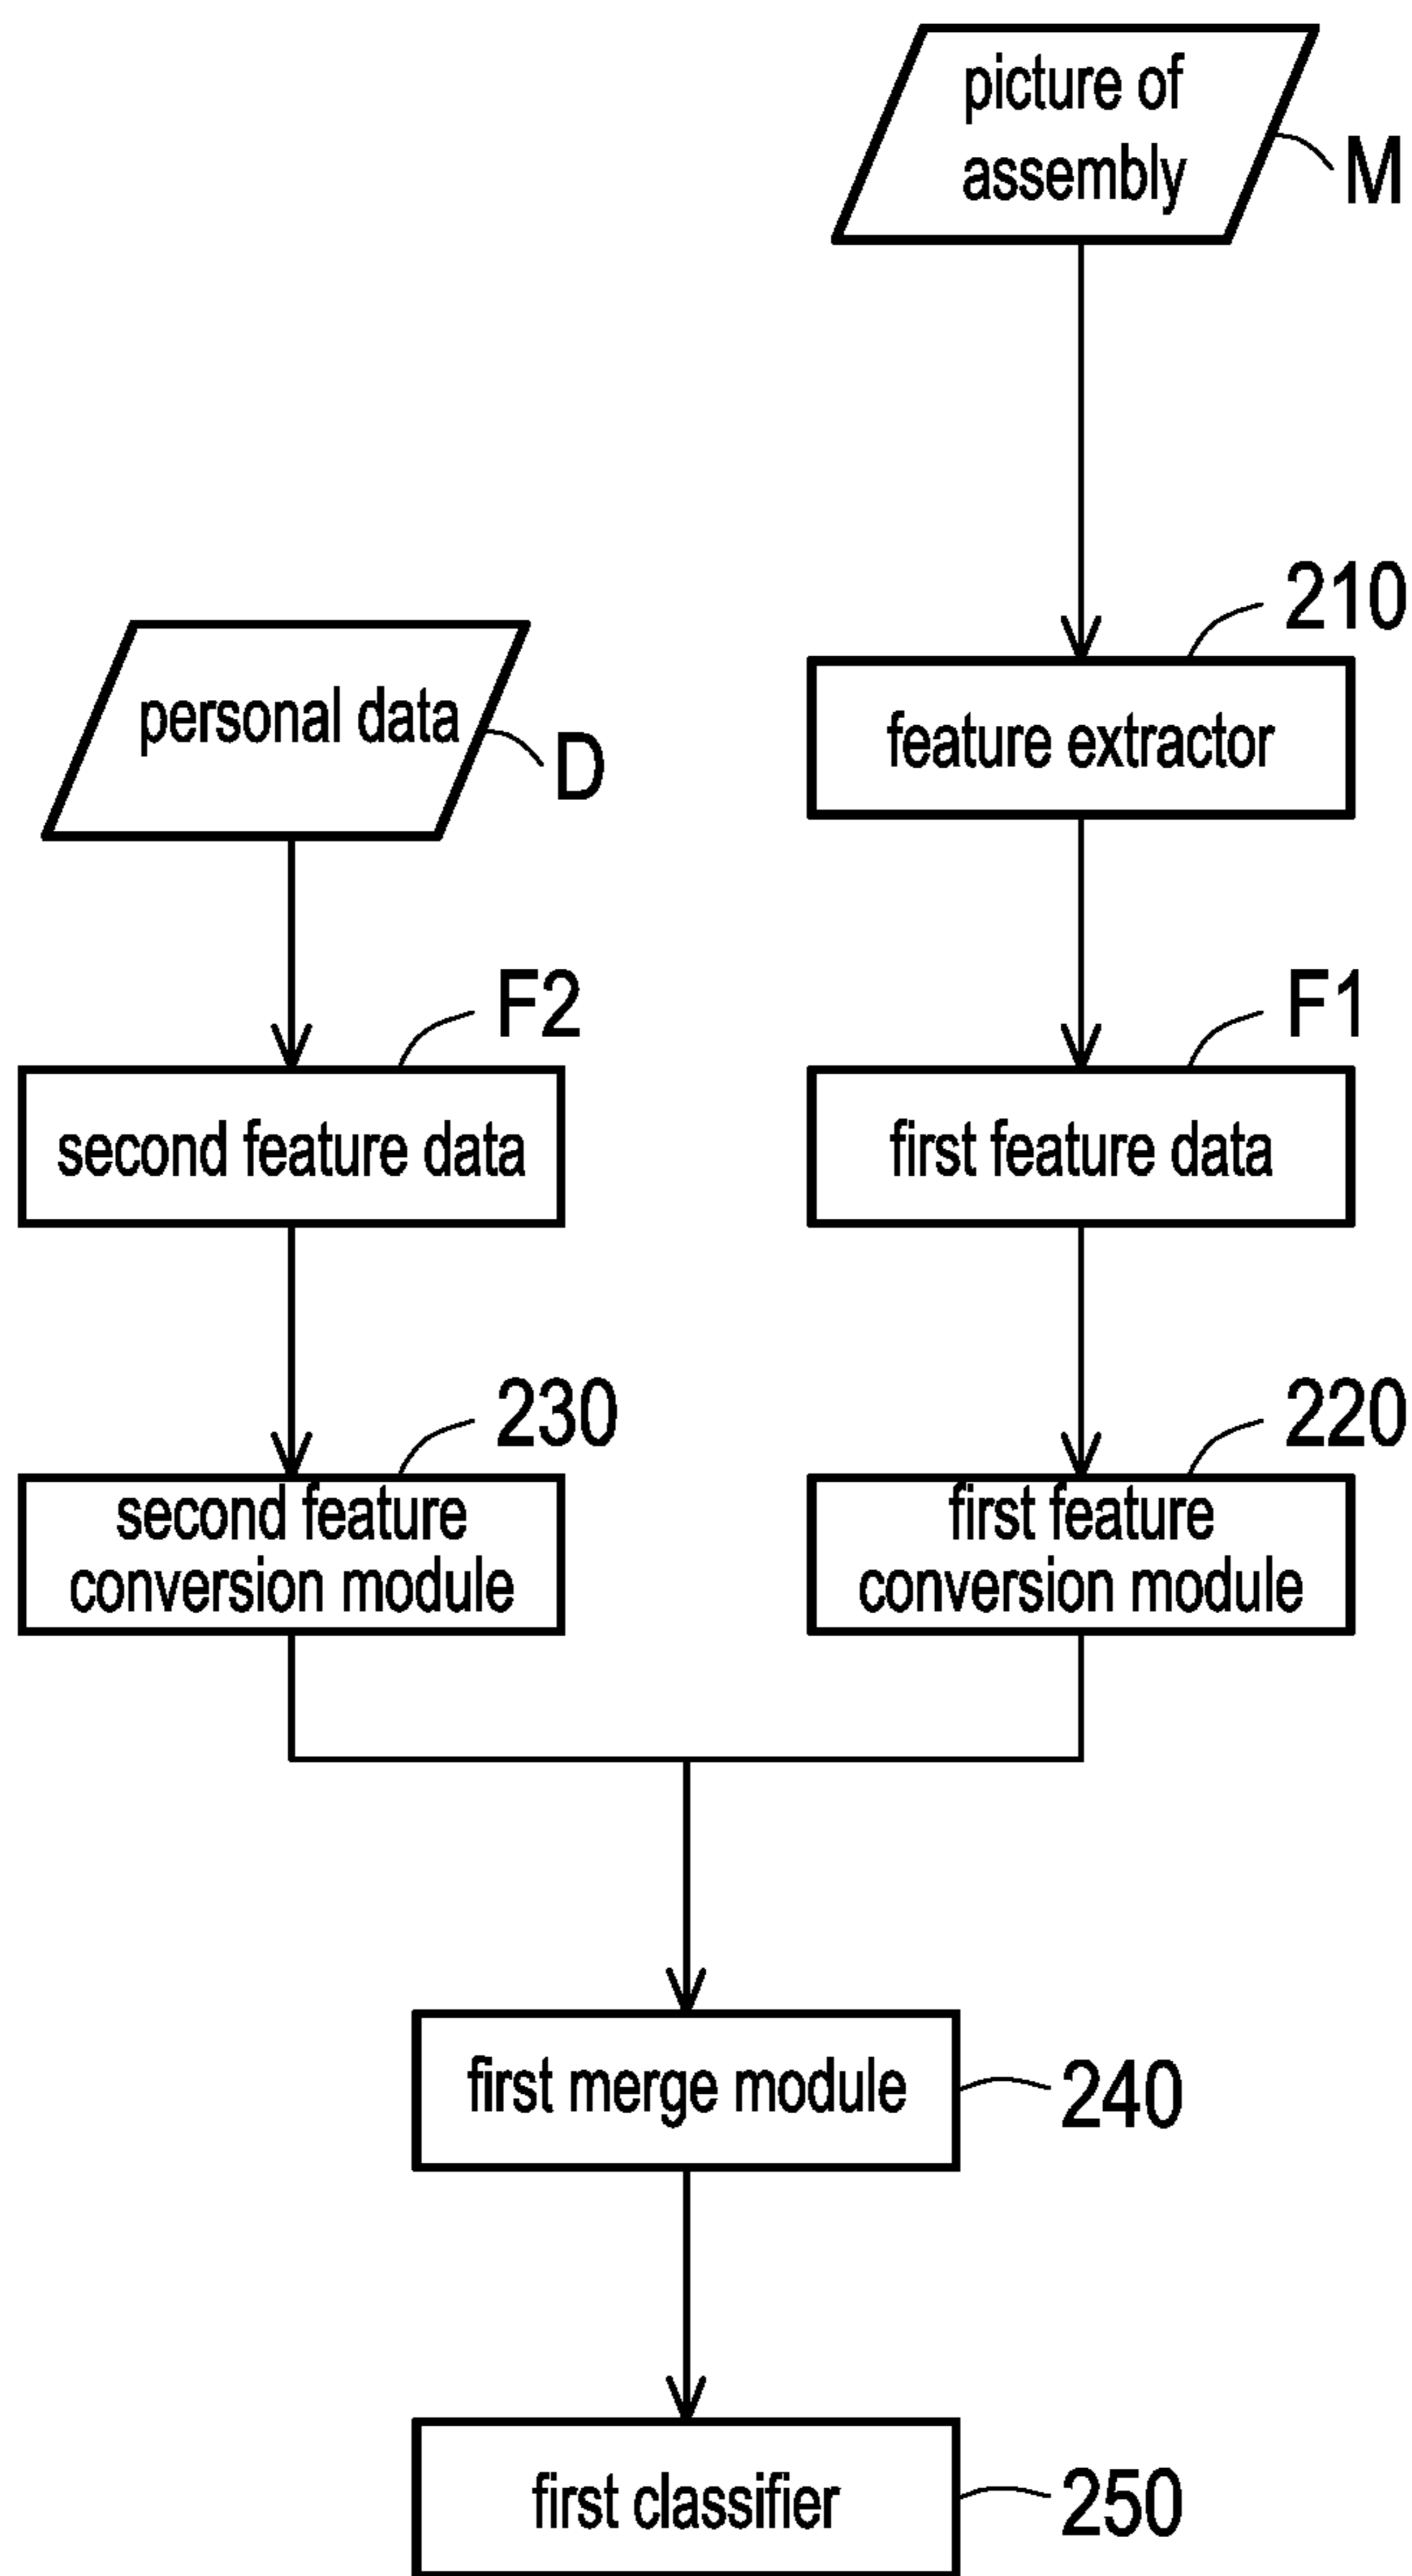 picture of
assembly
M
210
feature extractor
personal data
D
F2
F1
second feature data
first feature data
230
220
second feature
conversion module
first feature
conversion module
first merge module
240
first classifier
250